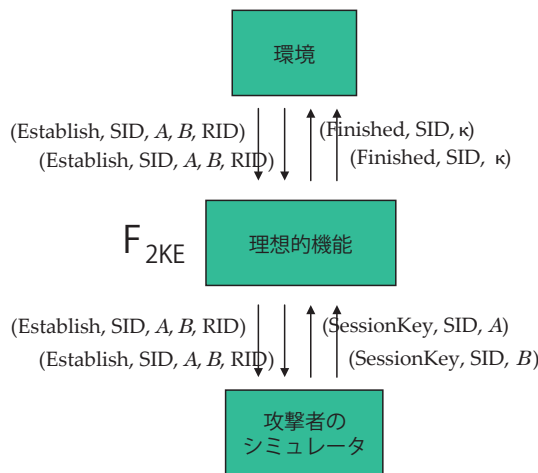 環境
(Establish, SID, A, B, RID)
(Finished, SID, κ)
(Establish, SID, A, B, RID)
(Finished, SID, κ)
F 2KE
理想的機能
(Establish, SID, A, B, RID)
(SessionKey, SID, A)
(Establish, SID, A, B, RID)
(SessionKey, SID, B)
攻撃者の
シミュレータ